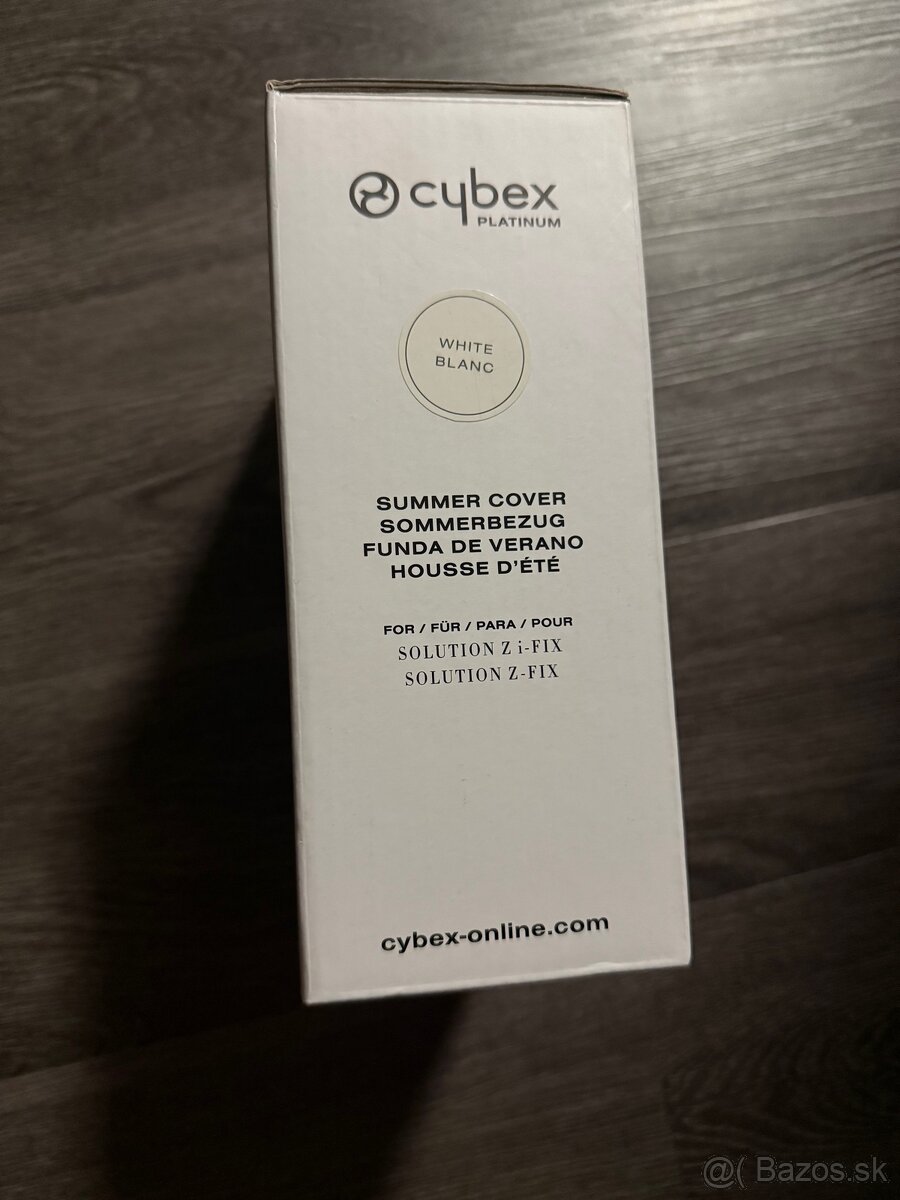 cybex
PLATINUM
WHITE
BLANC
SUMMER COVER
SOMMERBEZUG
FUNDA DE VERANO
HOUSSE D'ÉTÉ
FOR / FÜR / PARA / POUR
SOLUTION Z i-FIX
SOLUTION Z-FIX
cybex-online.com
@( Bazos.sk